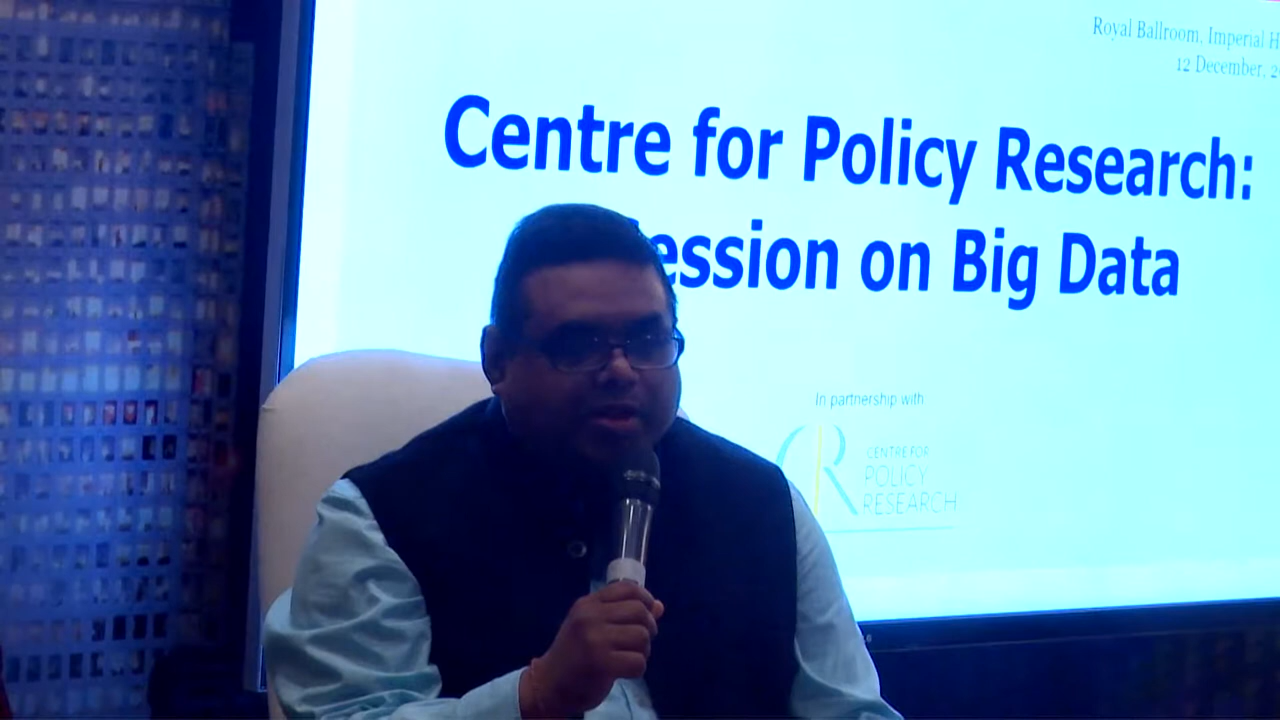 Royal Ballroom, Imperial H
12 December, 2
Centre for Policy Research:
ession on Big Data
In partnership with
CENTRE FOR
POLICY
RESEARCH